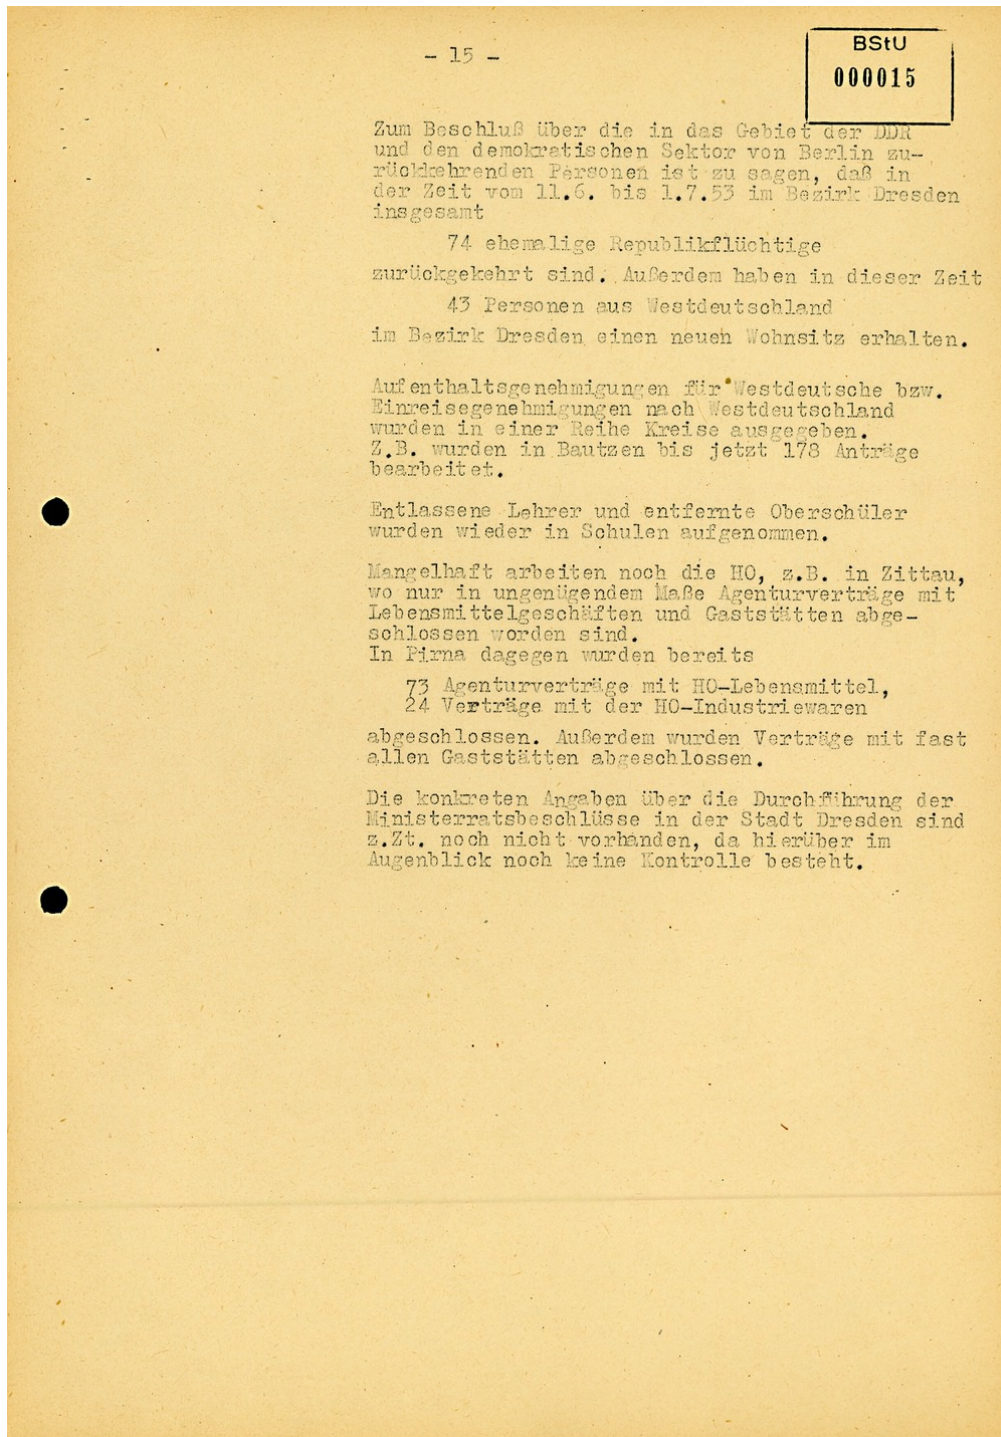 - 15 -
BStU
000015
Zum Beschluß über die in das Gebiet der DDR
und den demokratischen Sektor von Berlin zu-
rückkehrenden Personen ist zu sagen, daß in
der Zeit vom 11.6. bis 1.7.53 im Bezirk Dresden
insgesamt
74 ehemalige Republikflüchtige
zurückgekehrt sind. Außerdem haben in dieser Zeit
43 Personen aus Westdeutschland
im Bezirk Dresden einen neuen Wohnsitz erhalten.
Aufenthaltsgenehmigungen für Westdeutsche bzw.
Einreisegenehmigungen nach Westdeutschland
wurden in einer Reihe Kreise ausgegeben.
Z.B. wurden in Bautzen bis jetzt 178 Anträge
bearbeitet.
Entlassene Lehrer und entfernte Oberschüler
wurden wieder in Schulen aufgenommen.
Mangelhaft arbeiten noch die HO, z.B. in Zittau,
wo nur in ungenügendem Maße Agenturverträge mit
Lebensmittelgeschäften und Gaststätten abge-
schlossen worden sind.
In Pirna dagegen wurden bereits
73 Agenturverträge mit HO-Lebensmittel,
24 Verträge mit der HO-Industriewaren
abgeschlossen. Außerdem wurden Verträge mit fast
allen Gaststätten abgeschlossen.
Die konkreten Angaben über die Durchführung der
Ministerratsbeschlüsse in der Stadt Dresden sind
z.Zt. noch nicht vorhanden, da hierüber im
Augenblick noch keine Kontrolle besteht.